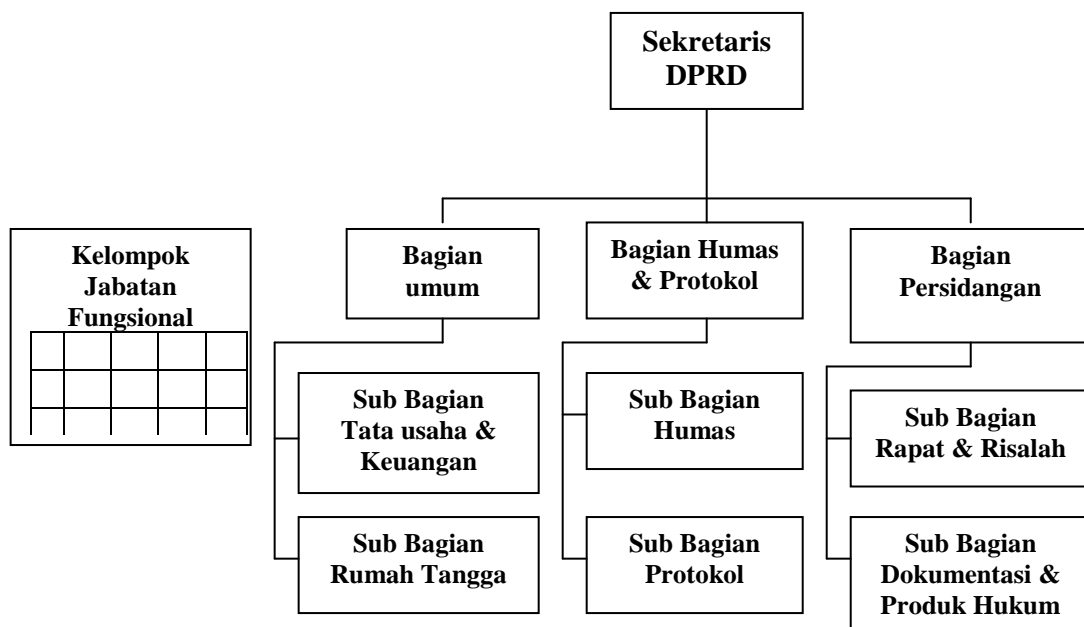 Sekretaris
DPRD
Kelompok
Jabatan
Fungsional
Bagian
umum
Bagian Humas
& Protokol
Bagian
Persidangan
Sub Bagian
Tata usaha &
Keuangan
Sub Bagian
Humas
Sub Bagian
Rapat & Risalah
Sub Bagian
Rumah Tangga
Sub Bagian
Protokol
Sub Bagian
Dokumentasi &
Produk Hukum